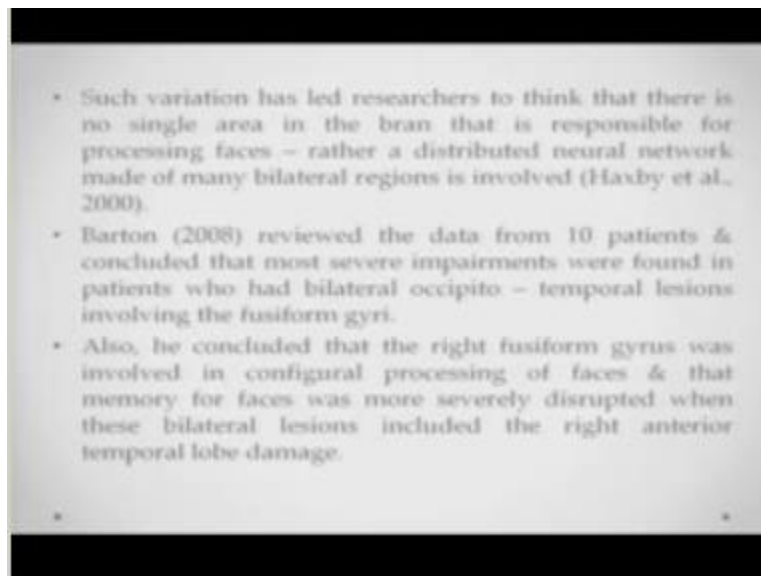 • Such variation has led researchers to think that there is
no single area in the bran that is responsible for
processing faces – rather a distributed neural network
made of many bilateral regions is involved (Haxby et al.,
2000).
• Barton (2008) reviewed the data from 10 patients &
concluded that most severe impairments were found in
patients who had bilateral occipito – temporal lesions
involving the fusiform gyri.
• Also, he concluded that the right fusiform gyrus was
involved in configural processing of faces & that
memory for faces was more severely disrupted when
these bilateral lesions included the right anterior
temporal lobe damage.